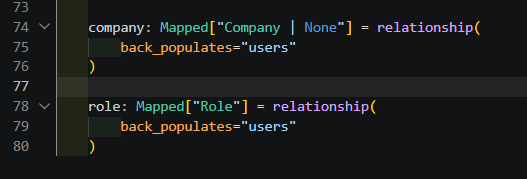 73
74 company: Mapped["Company | None"] = relationship(
75 back_populates="users"
76 )
77
78 role: Mapped["Role"] = relationship(
79 back_populates="users"
80 )